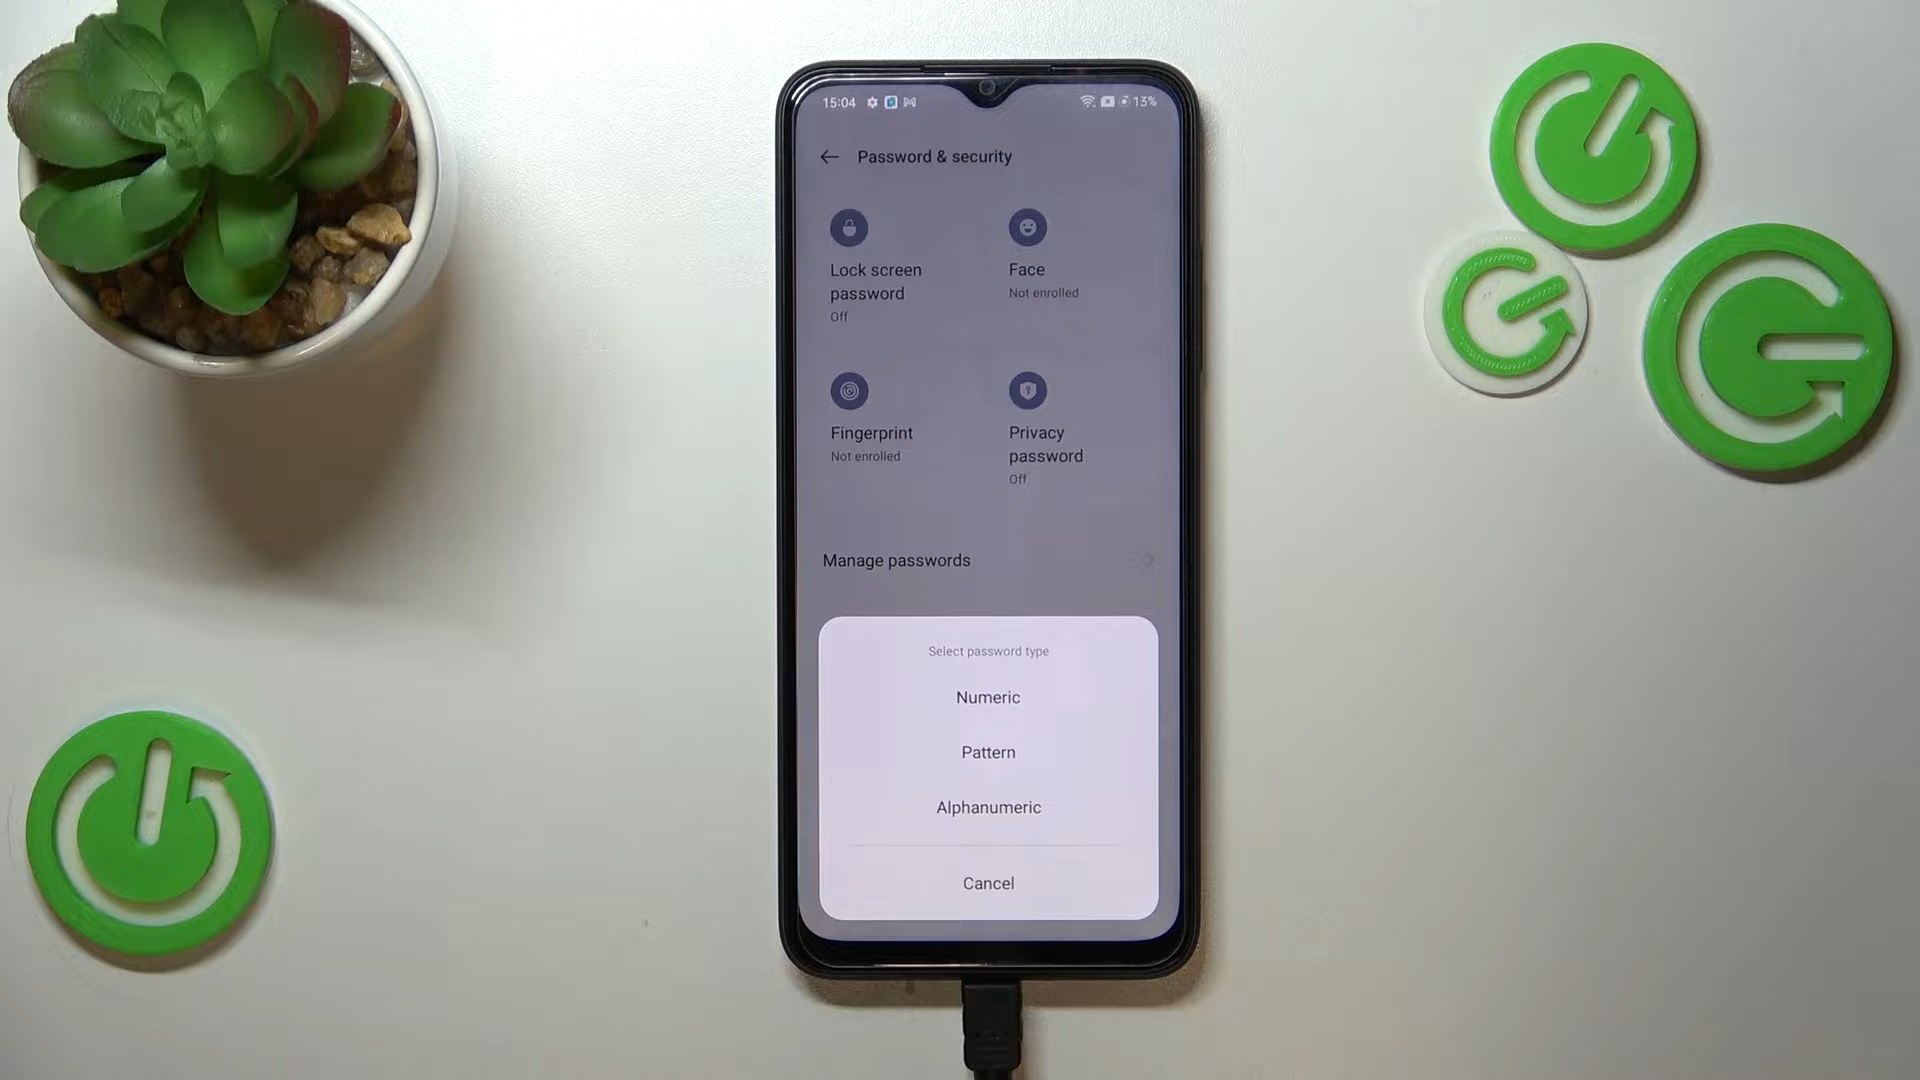 15:04 13%
Password & security
Lock screen
password
Off
Face
Not enrolled
Fingerprint
Not enrolled
Privacy
password
Off
Manage passwords
Select password type
Numeric
Pattern
Alphanumeric
Cancel